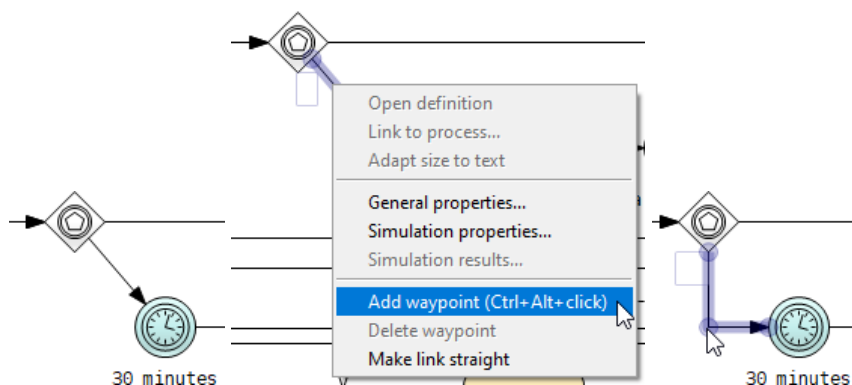 Open definition
Link to process...
Adapt size to text
General properties...
Simulation properties...
Simulation results...
Add waypoint (Ctrl+Alt+click)
Delete waypoint
Make link straight
30 minutes
30 minutes